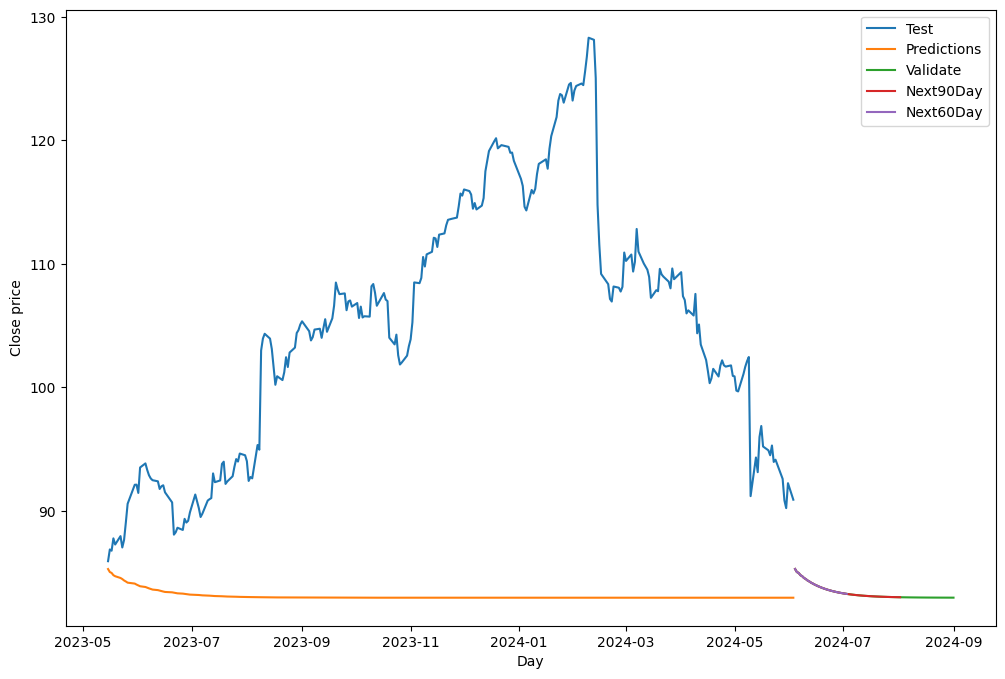 130
120
110
100
90
Close price
2023-05
2023-07
2023-09
2023-11
2024-01
2024-03
2024-05
2024-07
2024-09
Day
Test
Predictions
Validate
Next90Day
Next60Day